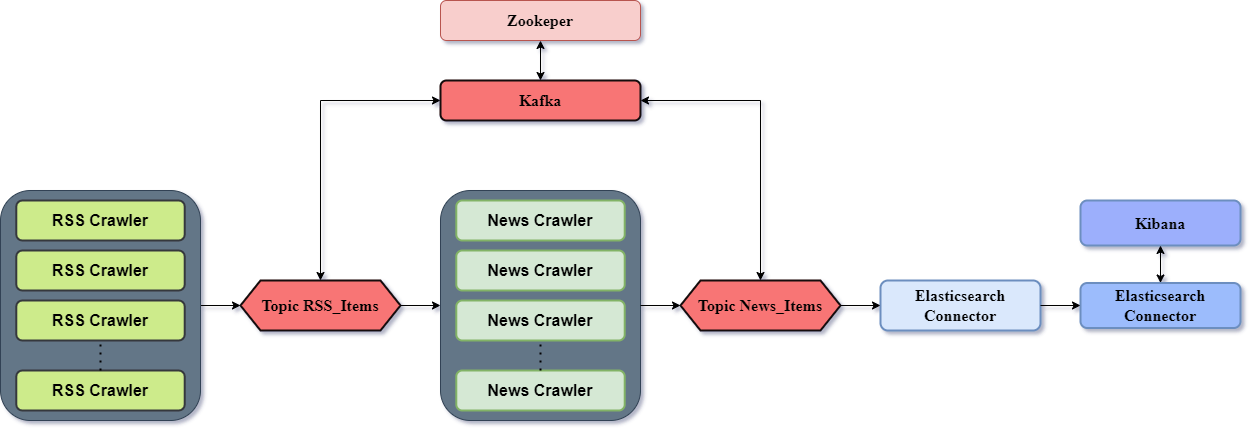 Zookeper
Kafka
RSS Crawler
RSS Crawler
RSS Crawler
RSS Crawler
Topic RSS_Items
News Crawler
News Crawler
News Crawler
News Crawler
Topic News_Items
Elasticsearch
Connector
Kibana
Elasticsearch
Connector